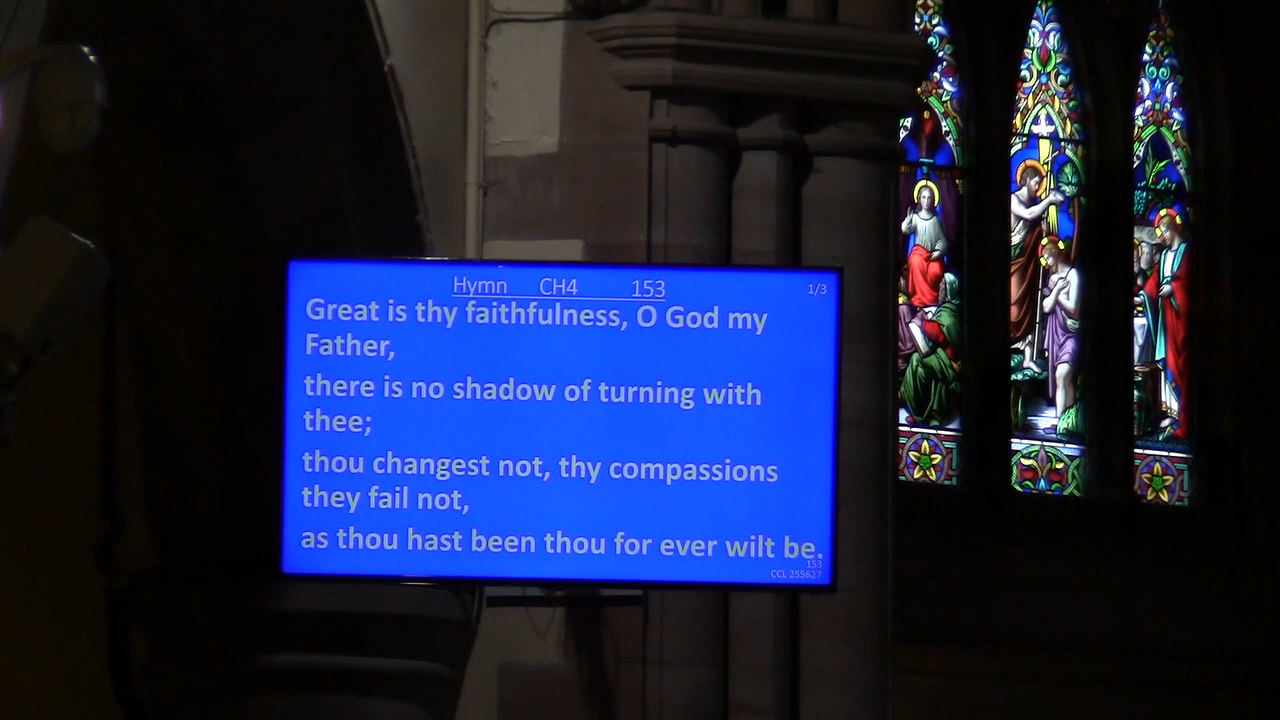 Hymn CH4 153
1/3
Great is thy faithfulness, O God my
Father,
there is no shadow of turning with
thee;
thou changest not, thy compassions
they fail not,
as thou hast been thou for ever wilt be.
153
CCL 255627